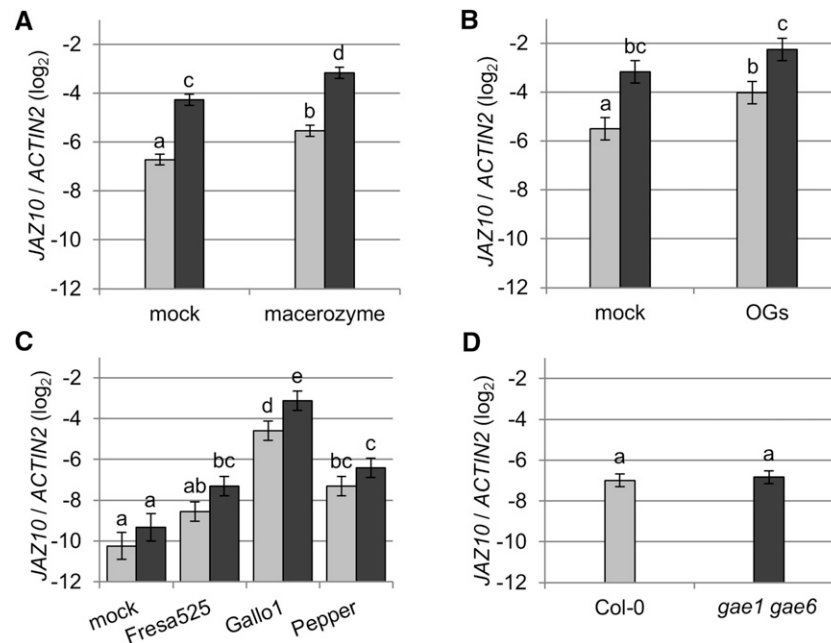 A
JAZ10 / ACTIN2 (log₂)
-2
-4
-6
-8
-10
-12
a
c
b
d
mock
macerozyme
B
JAZ10 / ACTIN2 (log₂)
-2
-4
-6
-8
-10
-12
a
bc
b
c
mock
OGs
C
JAZ10 / ACTIN2 (log₂)
-2
-4
-6
-8
-10
-12
a
a
ab
bc
d
e
bc
c
mock
Fresa525
Gallo1
Pepper
D
JAZ10 / ACTIN2 (log₂)
-2
-4
-6
-8
-10
-12
a
a
Col-0
gae1 gae6